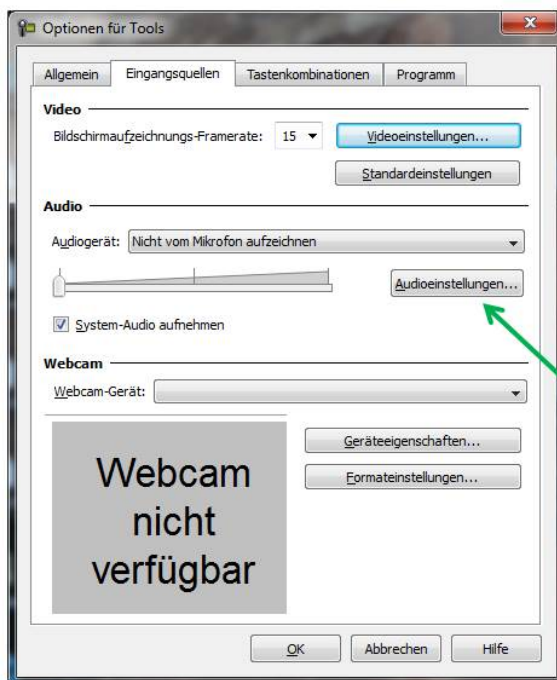 Optionen für Tools
Allgemein Eingangsquellen Tastenkombinationen Programm
Video
Bildschirmaufzeichnungs-Framerate: 15 Videoeinstellungen...
Standardeinstellungen
Audio
Audiogerät: Nicht vom Mikrofon aufzeichnen
Audioeinstellungen...
System-Audio aufnehmen
Webcam
Webcam-Gerät:
Geräteeigenschaften...
Formateinstellungen...
Webcam
nicht
verfügbar
OK Abbrechen Hilfe